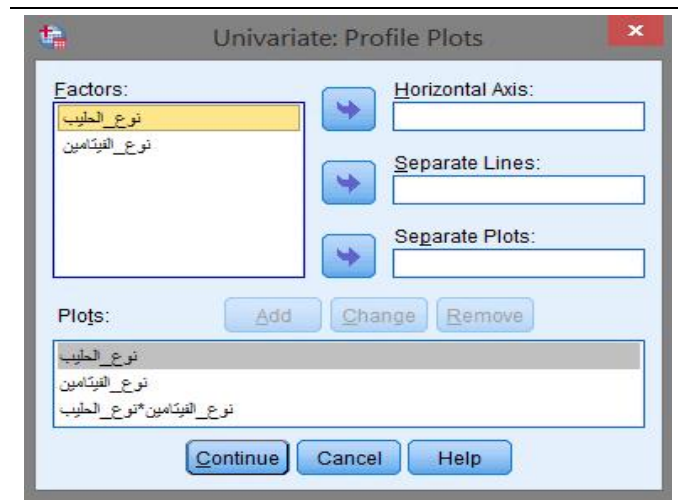 Univariate: Profile Plots
Factors:
نوع_الحليب
نوع_الفيتامين
Horizontal Axis:
Separate Lines:
Separate Plots:
Plots:
Add Change Remove
نوع_الحليب
نوع_الفيتامين
نوع_الفيتامين*نوع_الحليب
Continue Cancel Help